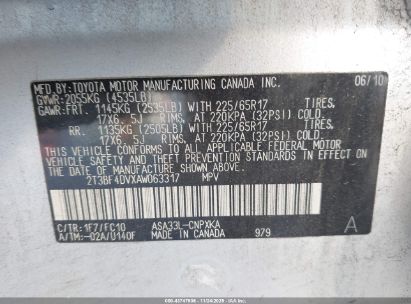 MFD. BY TOYOTA MOTOR MANUFACTURING CANADA INC. 06/10
GVWR: 2055KG (4535LB)
GAWR: FRT 1145KG (2525LB) WITH 225/65R17 TIRES,
17X6.5J RIMS, AT 220KPA (32PSI) COLD.
RR 1135KG (2505LB) WITH 225/65R17 TIRES,
17X6.5J RIMS, AT 220KPA (32PSI) COLD.
THIS VEHICLE CONFORMS TO ALL APPLICABLE FEDERAL MOTOR
VEHICLE SAFETY AND THEFT PREVENTION STANDARDS IN EFFECT ON
THE DATE OF MANUFACTURE SHOWN ABOVE.
2T3BF4DVXAW063317 MPV
C/TR: 1F7/FC10 ASA33L-CNPXKA A
A/TM: -02A/U140F MADE IN CANADA 979